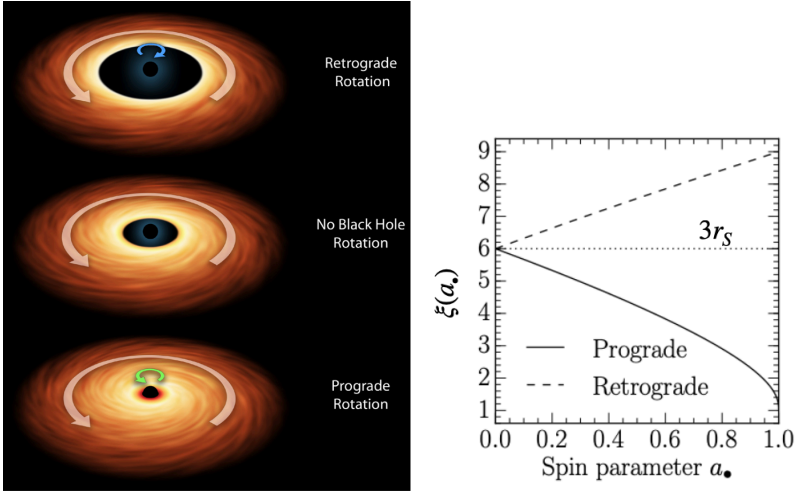 Retrograde
Rotation
No Black Hole
Rotation
Prograde
Rotation
9
8
7
6
5
4
3
2
1
3r_S
ξ(a•)
Prograde
Retrograde
0.0 0.2 0.4 0.6 0.8 1.0
Spin parameter a•